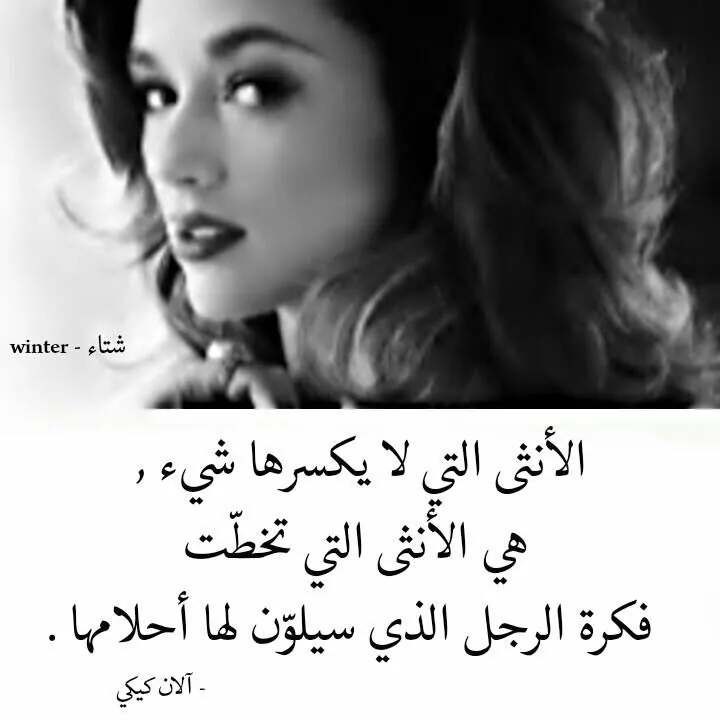 شتاء - winter
الأنثى التي لا يكسرها شيء ,
هي الأنثى التي تخطّت
فكرة الرجل الذي سيلوّن لها أحلامها .
- آلان كيكي